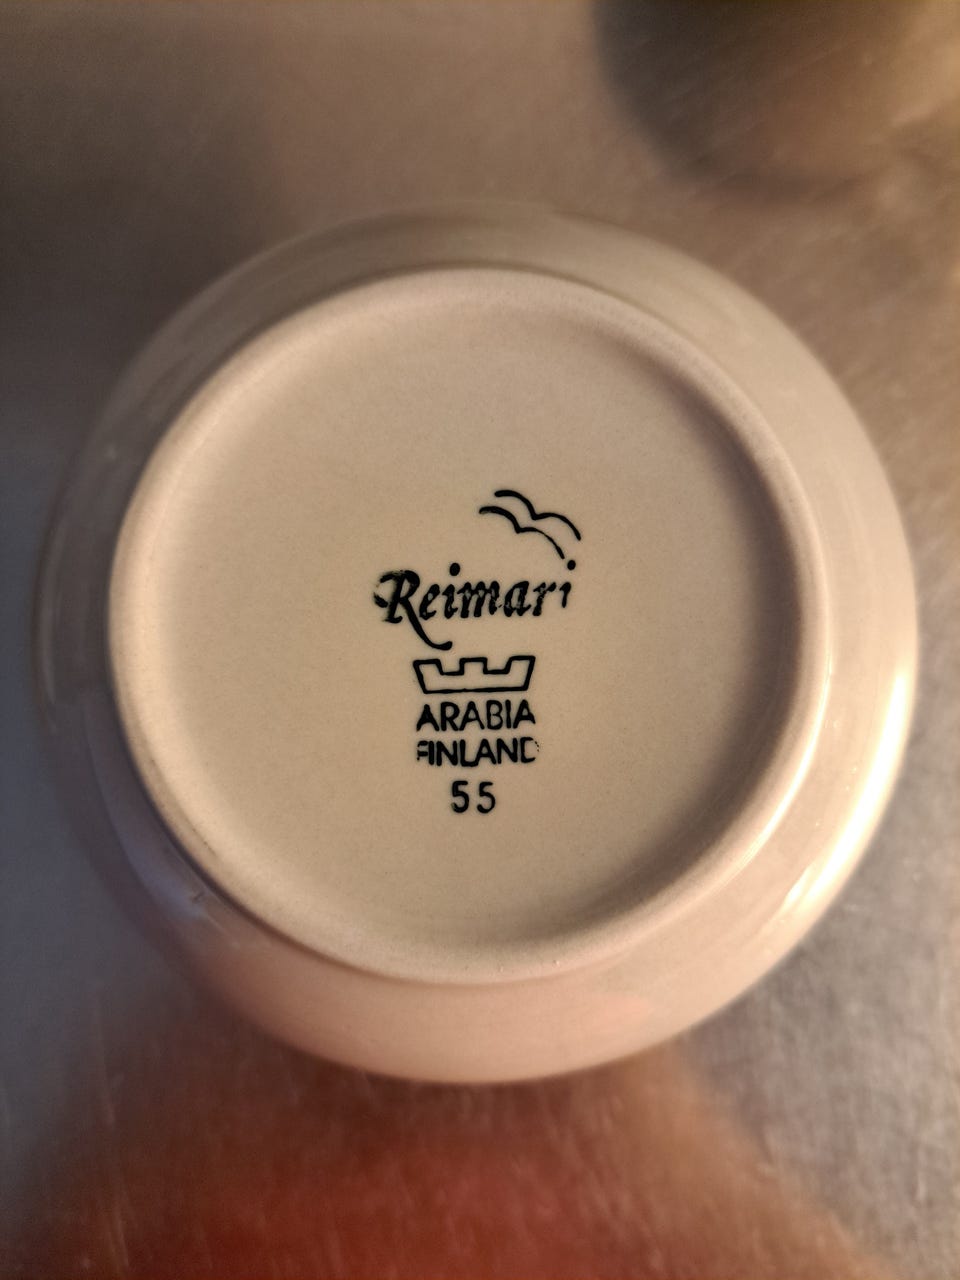 Reimari
ARABIA
FINLAND
55